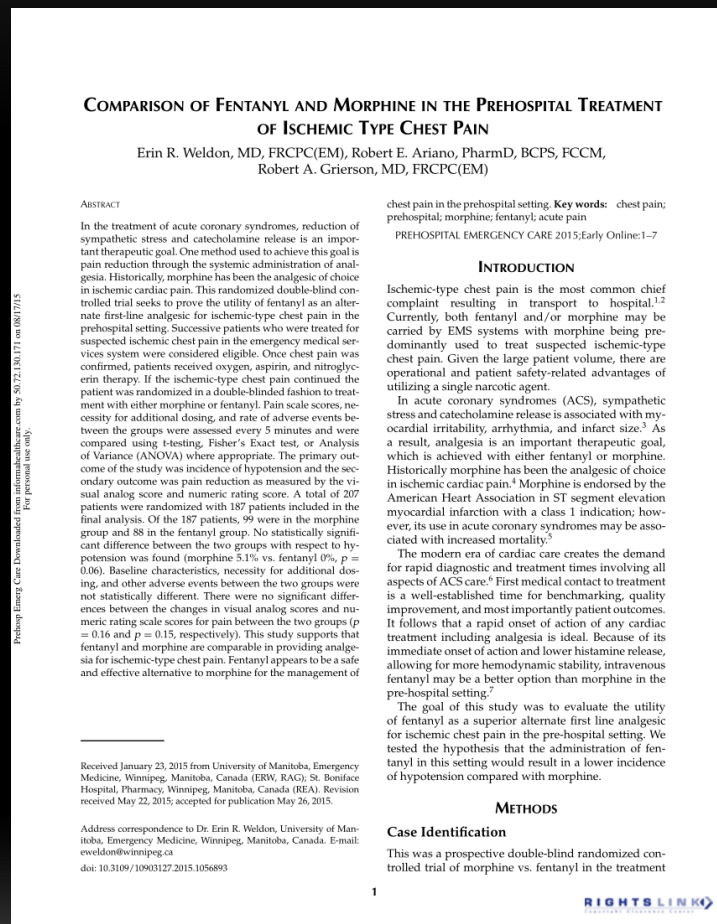 COMPARISON OF FENTANYL AND MORPHINE IN THE PREHOSPITAL TREATMENT
OF ISCHEMIC TYPE CHEST PAIN
Erin R. Weldon, MD, FRCPC(EM), Robert E. Ariano, PharmD, BCPS, FCCM,
Robert A. Grierson, MD, FRCPC(EM)
ABSTRACT
In the treatment of acute coronary syndromes, reduction of
sympathetic stress and catecholamine release is an impor-
tant therapeutic goal. One method used to achieve this goal is
pain reduction through the systemic administration of anal-
gesia. Historically, morphine has been the analgesic of choice
in ischemic cardiac pain. This randomized double-blind con-
trolled trial seeks to prove the utility of fentanyl as an alter-
nate first-line analgesic for ischemic-type chest pain in the
prehospital setting. Successive patients who were treated for
suspected ischemic chest pain in the emergency medical ser-
vices system were considered eligible. Once chest pain was
confirmed, patients received oxygen, aspirin, and nitroglyc-
erin therapy. If the ischemic-type chest pain continued the
patient was randomized in a double-blinded fashion to treat-
ment with either morphine or fentanyl. Pain scale scores, ne-
cessity for additional dosing, and rate of adverse events be-
tween the groups were assessed every 5 minutes and were
compared using t-testing, Fisher's Exact test, or Analysis
of Variance (ANOVA) where appropriate. The primary out-
come of the study was incidence of hypotension and the sec-
ondary outcome was pain reduction as measured by the vi-
sual analog score and numeric rating score. A total of 207
patients were randomized with 187 patients included in the
final analysis. Of the 187 patients, 99 were in the morphine
group and 88 in the fentanyl group. No statistically signifi-
cant difference between the two groups with respect to hy-
potension was found (morphine 5.1% vs. fentanyl 0%, p =
0.06). Baseline characteristics, necessity for additional dos-
ing, and other adverse events between the two groups were
not statistically different. There were no significant differ-
ences between the changes in visual analog scores and nu-
meric rating scale scores for pain between the two groups (p
= 0.16 and p = 0.15, respectively). This study supports that
fentanyl and morphine are comparable in providing analge-
sia for ischemic-type chest pain. Fentanyl appears to be a safe
and effective alternative to morphine for the management of
Received January 23, 2015 from University of Manitoba, Emergency
Medicine, Winnipeg, Manitoba, Canada (ERW, RAG); St. Boniface
Hospital, Pharmacy, Winnipeg, Manitoba, Canada (REA). Revision
received May 22, 2015; accepted for publication May 26, 2015.
Address correspondence to Dr. Erin R. Weldon, University of Man-
itoba, Emergency Medicine, Winnipeg, Manitoba, Canada. E-mail:
eweldon@winnipeg.ca
doi: 10.3109/10903127.2015.1056893
chest pain in the prehospital setting. Key words: chest pain;
prehospital; morphine; fentanyl; acute pain
PREHOSPITAL EMERGENCY CARE 2015;Early Online:1–7
INTRODUCTION
Ischemic-type chest pain is the most common chief
complaint resulting in transport to hospital.1,2
Currently, both fentanyl and/or morphine may be
carried by EMS systems with morphine being pre-
dominantly used to treat suspected ischemic-type
chest pain. Given the large patient volume, there are
operational and patient safety-related advantages of
utilizing a single narcotic agent.
In acute coronary syndromes (ACS), sympathetic
stress and catecholamine release is associated with my-
ocardial irritability, arrhythmia, and infarct size.3 As
a result, analgesia is an important therapeutic goal,
which is achieved with either fentanyl or morphine.
Historically morphine has been the analgesic of choice
in ischemic cardiac pain.4 Morphine is endorsed by the
American Heart Association in ST segment elevation
myocardial infarction with a class 1 indication; how-
ever, its use in acute coronary syndromes may be asso-
ciated with increased mortality.5
The modern era of cardiac care creates the demand
for rapid diagnostic and treatment times involving all
aspects of ACS care.6 First medical contact to treatment
is a well-established time for benchmarking, quality
improvement, and most importantly patient outcomes.
It follows that a rapid onset of action of any cardiac
treatment including analgesia is ideal. Because of its
immediate onset of action and lower histamine release,
allowing for more hemodynamic stability, intravenous
fentanyl may be a better option than morphine in the
pre-hospital setting.7
The goal of this study was to evaluate the utility
of fentanyl as a superior alternate first line analgesic
for ischemic chest pain in the pre-hospital setting. We
tested the hypothesis that the administration of fen-
tanyl in this setting would result in a lower incidence
of hypotension compared with morphine.
METHODS
Case Identification
This was a prospective double-blind randomized con-
trolled trial of morphine vs. fentanyl in the treatment
1
Prehosp Emerg Care Downloaded from informahealthcare.com by 50.72.130.171 on 08/17/15
For personal use only.
RIGHTSLINK
Copyright Clearance Center